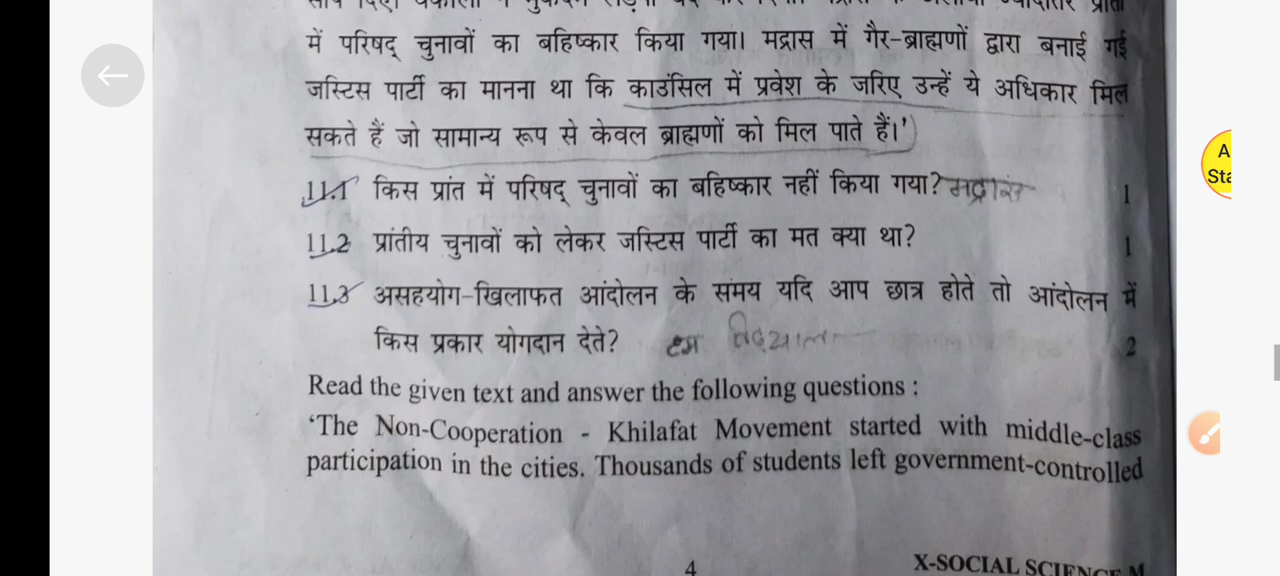 में परिषद् चुनावों का बहिष्कार किया गया। मद्रास में गैर-ब्राह्मणों द्वारा बनाई गई
जस्टिस पार्टी का मानना था कि काउंसिल में प्रवेश के जरिए उन्हें ये अधिकार मिल
सकते हैं जो सामान्य रूप से केवल ब्राह्मणों को मिल पाते हैं।'
11.1 किस प्रांत में परिषद् चुनावों का बहिष्कार नहीं किया गया? मद्रास 1
11.2 प्रांतीय चुनावों को लेकर जस्टिस पार्टी का मत क्या था? 1
11.3 असहयोग-खिलाफत आंदोलन के समय यदि आप छात्र होते तो आंदोलन में
किस प्रकार योगदान देते? हम 2
Read the given text and answer the following questions :
'The Non-Cooperation - Khilafat Movement started with middle-class
participation in the cities. Thousands of students left government-controlled
4 X-SOCIAL SCIENCE M
A
Sta